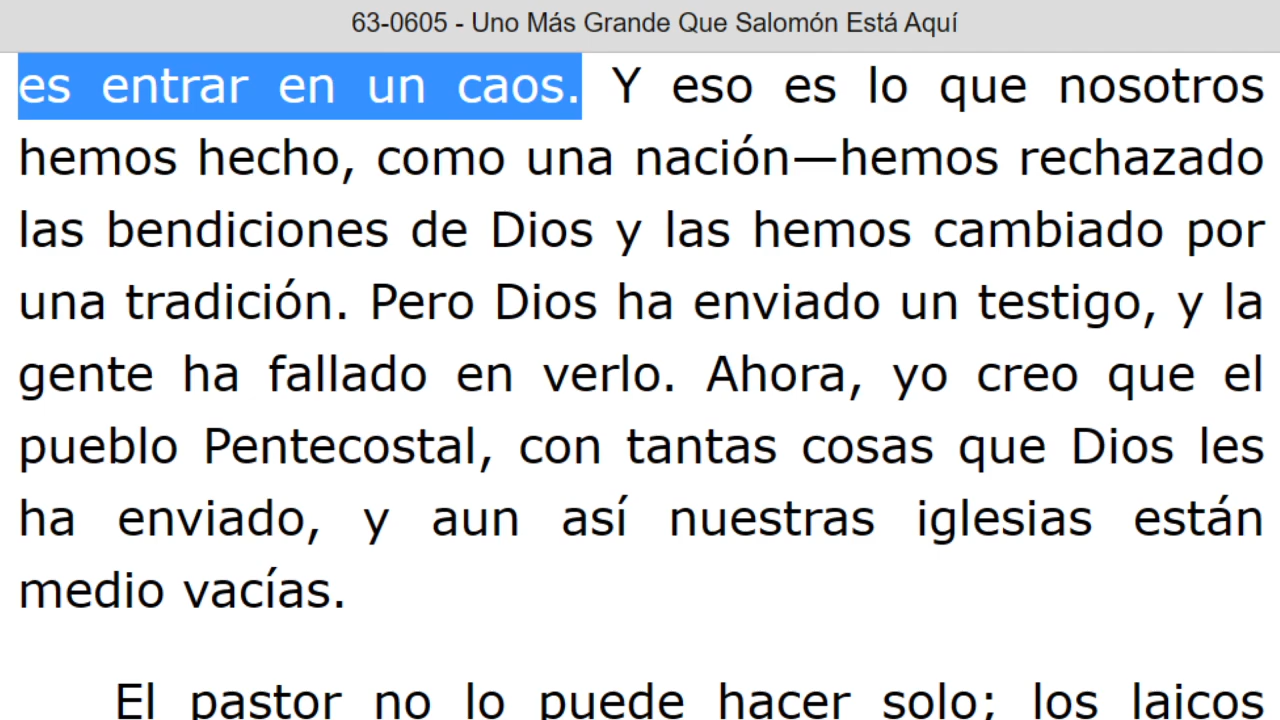 63-0605 - Uno Más Grande Que Salomón Está Aquí
es entrar en un caos. Y eso es lo que nosotros
hemos hecho, como una nación—hemos rechazado
las bendiciones de Dios y las hemos cambiado por
una tradición. Pero Dios ha enviado un testigo, y la
gente ha fallado en verlo. Ahora, yo creo que el
pueblo Pentecostal, con tantas cosas que Dios les
ha enviado, y aun así nuestras iglesias están
medio vacías.
El pastor no lo puede hacer solo; los laicos